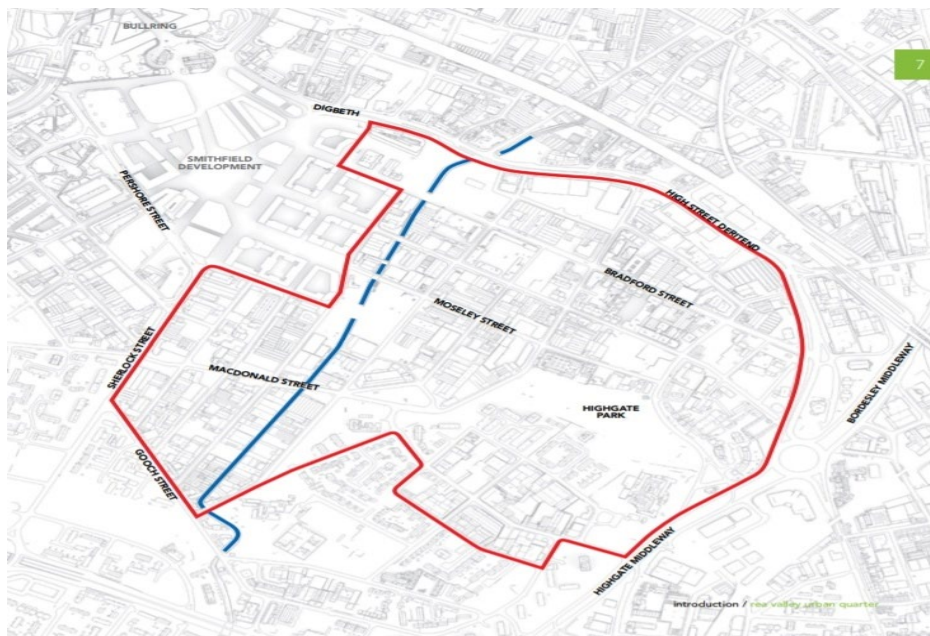 BULLRING
7
DIGBETH
SMITHFIELD
DEVELOPMENT
PERSHORE STREET
HIGH STREET DERITEND
BRADFORD STREET
MOSELEY STREET
SHERLOCK STREET
MACDONALD STREET
BORDESLEY MIDDLEWAY
HIGHGATE
PARK
GOOCH STREET
HIGHGATE MIDDLEWAY
introduction / rea valley urban quarter